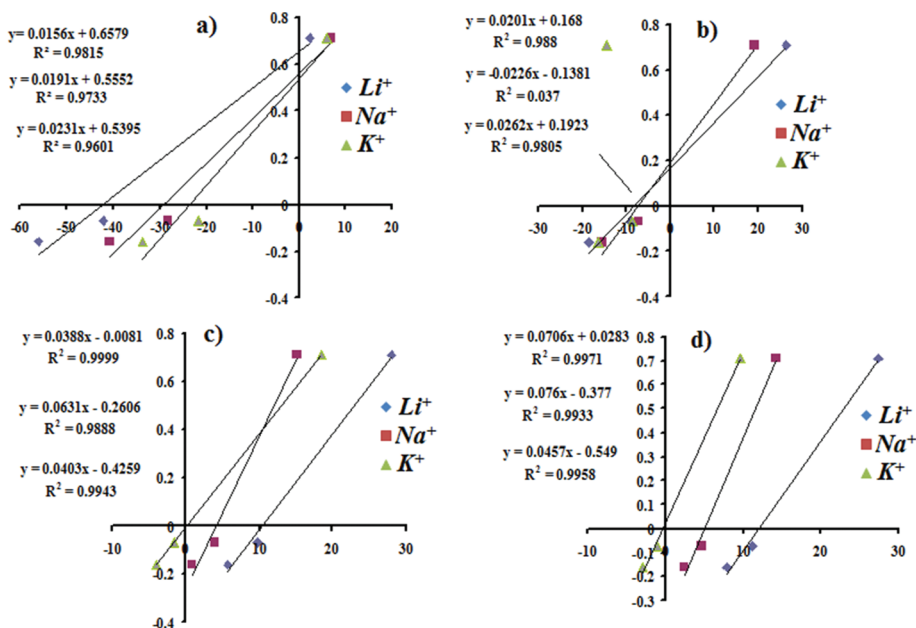 a)
y= 0.0156x + 0.6579
R² = 0.9815
y = 0.0191x + 0.5552
R² = 0.9733
y = 0.0231x + 0.5395
R² = 0.9601
0.8
0.6
0.4
0.2
0
-0.2
-0.4
-60 -50 -40 -30 -20 -10 0 10 20
Li⁺
Na⁺
K⁺
b)
y = 0.0201x + 0.168
R² = 0.988
y = -0.0226x - 0.1381
R² = 0.037
y = 0.0262x + 0.1923
R² = 0.9805
0.8
0.6
0.4
0.2
0
-0.2
-0.4
-30 -20 -10 0 10 20 30
Li⁺
Na⁺
K⁺
c)
y = 0.0388x - 0.0081
R² = 0.9999
y = 0.0631x - 0.2606
R² = 0.9888
y = 0.0403x - 0.4259
R² = 0.9943
0.8
0.6
0.4
0.2
0
-0.2
-0.4
-10 0 10 20 30
Li⁺
Na⁺
K⁺
d)
y = 0.0706x + 0.0283
R² = 0.9971
y = 0.076x - 0.377
R² = 0.9933
y = 0.0457x - 0.549
R² = 0.9958
0.8
0.7
0.6
0.5
0.4
0.3
0.2
0.1
0
-0.1
-0.2
-0.3
-10 0 10 20 30
Li⁺
Na⁺
K⁺